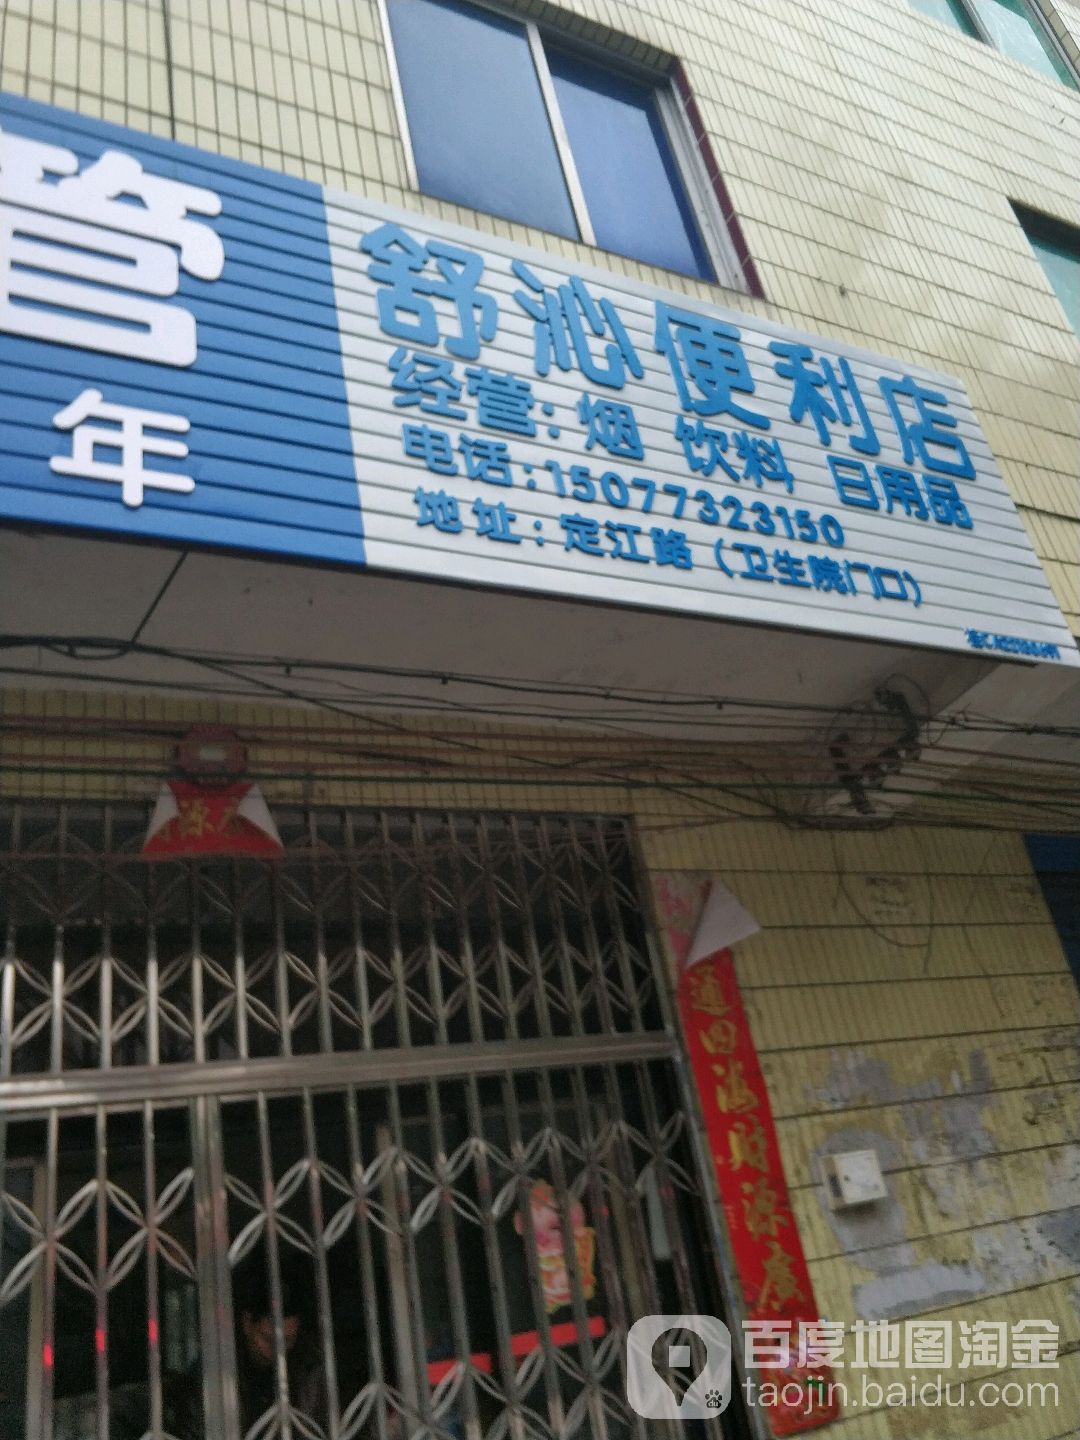 管
年
舒沁便利店
经营：烟 饮料 日用品
电话：15077323150
地址：定江路（卫生院门口）
源
通四海财源广
百度地图淘金
taojin.baidu.com